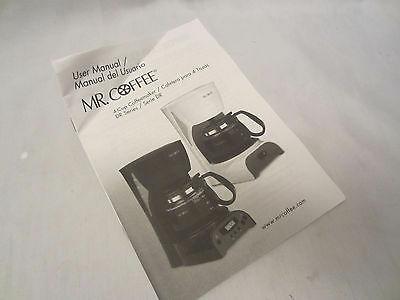 User Manual /
Manual del Usuario
MR. COFFEE
4 Cup Coffeemaker / Cafetera para 4 Tazas
DR Series / Serie DR
www.mrcoffee.com